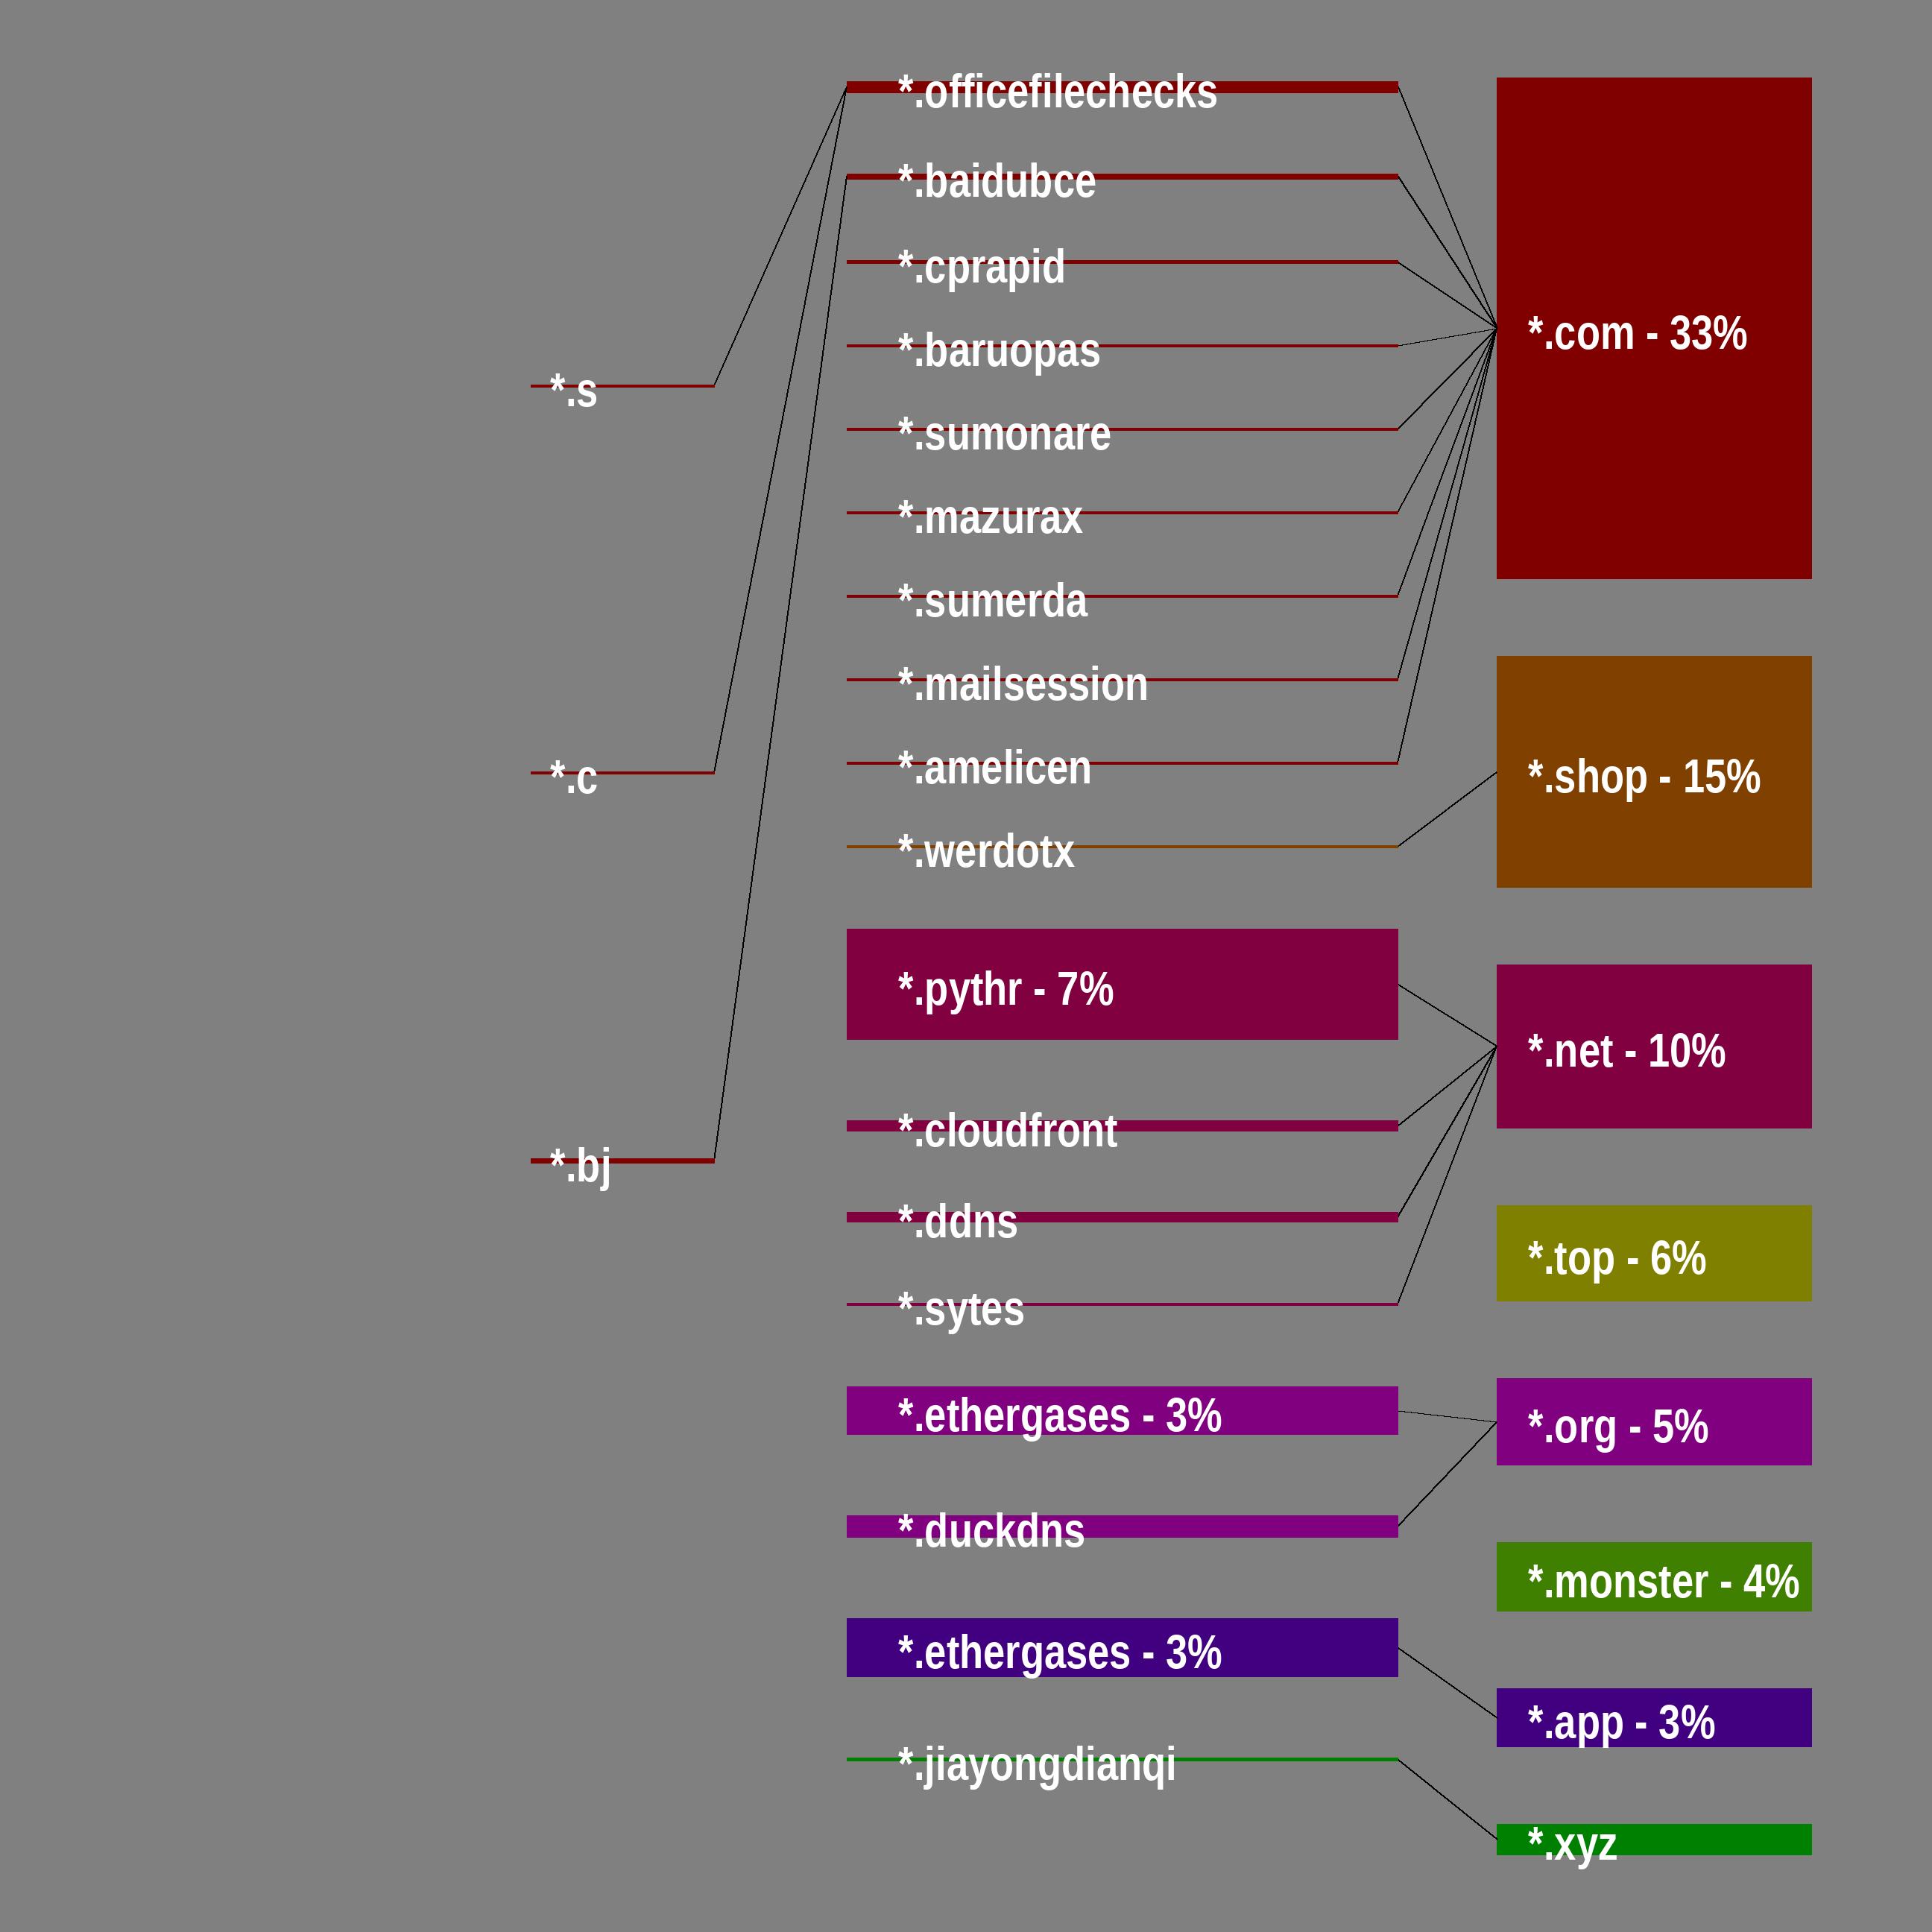 *.s
*.c
*.bj
*.officefilechecks
*.baidubce
*.cprapid
*.baruopas
*.sumonare
*.mazurax
*.sumerda
*.mailsession
*.amelicen
*.werdotx
*.pythr - 7%
*.cloudfront
*.ddns
*.sytes
*.ethergases - 3%
*.duckdns
*.ethergases - 3%
*.jiayongdianqi
*.com - 33%
*.shop - 15%
*.net - 10%
*.top - 6%
*.org - 5%
*.monster - 4%
*.app - 3%
*.xyz